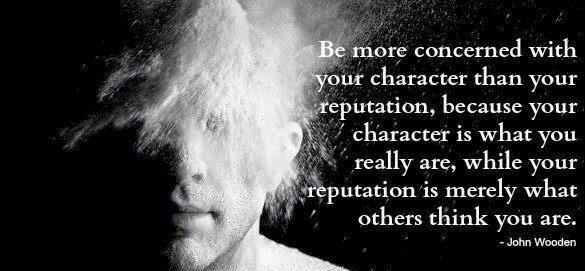 Be more concerned with
your character than your
reputation, because your
character is what you
really are, while your
reputation is merely what
others think you are.
- John Wooden